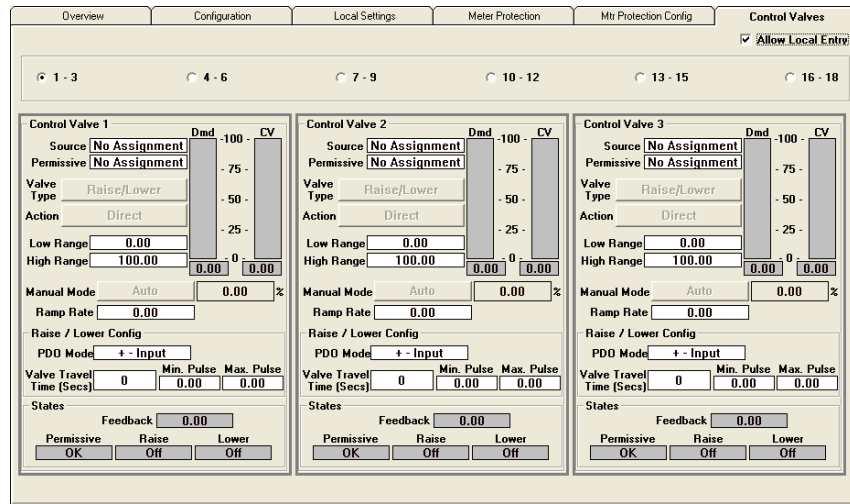 Overview Configuration Local Settings Meter Protection Mtr Protection Config Control Valves
Allow Local Entry
1 - 3 4 - 6 7 - 9 10 - 12 13 - 15 16 - 18
Control Valve 1
Dmd -100- CV
Source No Assignment
Permissive No Assignment
- 75 -
Valve Type Raise/Lower
- 50 -
Action Direct
- 25 -
Low Range 0.00
High Range 100.00
- 0 -
0.00 0.00
Manual Mode Auto 0.00 %
Ramp Rate 0.00
Raise / Lower Config
PDO Mode + - Input
Valve Travel Time (Secs) 0
Min. Pulse Max. Pulse
0.00 0.00
States
Feedback 0.00
Permissive Raise Lower
OK Off Off
Control Valve 2
Dmd -100- CV
Source No Assignment
Permissive No Assignment
- 75 -
Valve Type Raise/Lower
- 50 -
Action Direct
- 25 -
Low Range 0.00
High Range 100.00
- 0 -
0.00 0.00
Manual Mode Auto 0.00 %
Ramp Rate 0.00
Raise / Lower Config
PDO Mode + - Input
Valve Travel Time (Secs) 0
Min. Pulse Max. Pulse
0.00 0.00
States
Feedback 0.00
Permissive Raise Lower
OK Off Off
Control Valve 3
Dmd -100- CV
Source No Assignment
Permissive No Assignment
- 75 -
Valve Type Raise/Lower
- 50 -
Action Direct
- 25 -
Low Range 0.00
High Range 100.00
- 0 -
0.00 0.00
Manual Mode Auto 0.00 %
Ramp Rate 0.00
Raise / Lower Config
PDO Mode + - Input
Valve Travel Time (Secs) 0
Min. Pulse Max. Pulse
0.00 0.00
States
Feedback 0.00
Permissive Raise Lower
OK Off Off